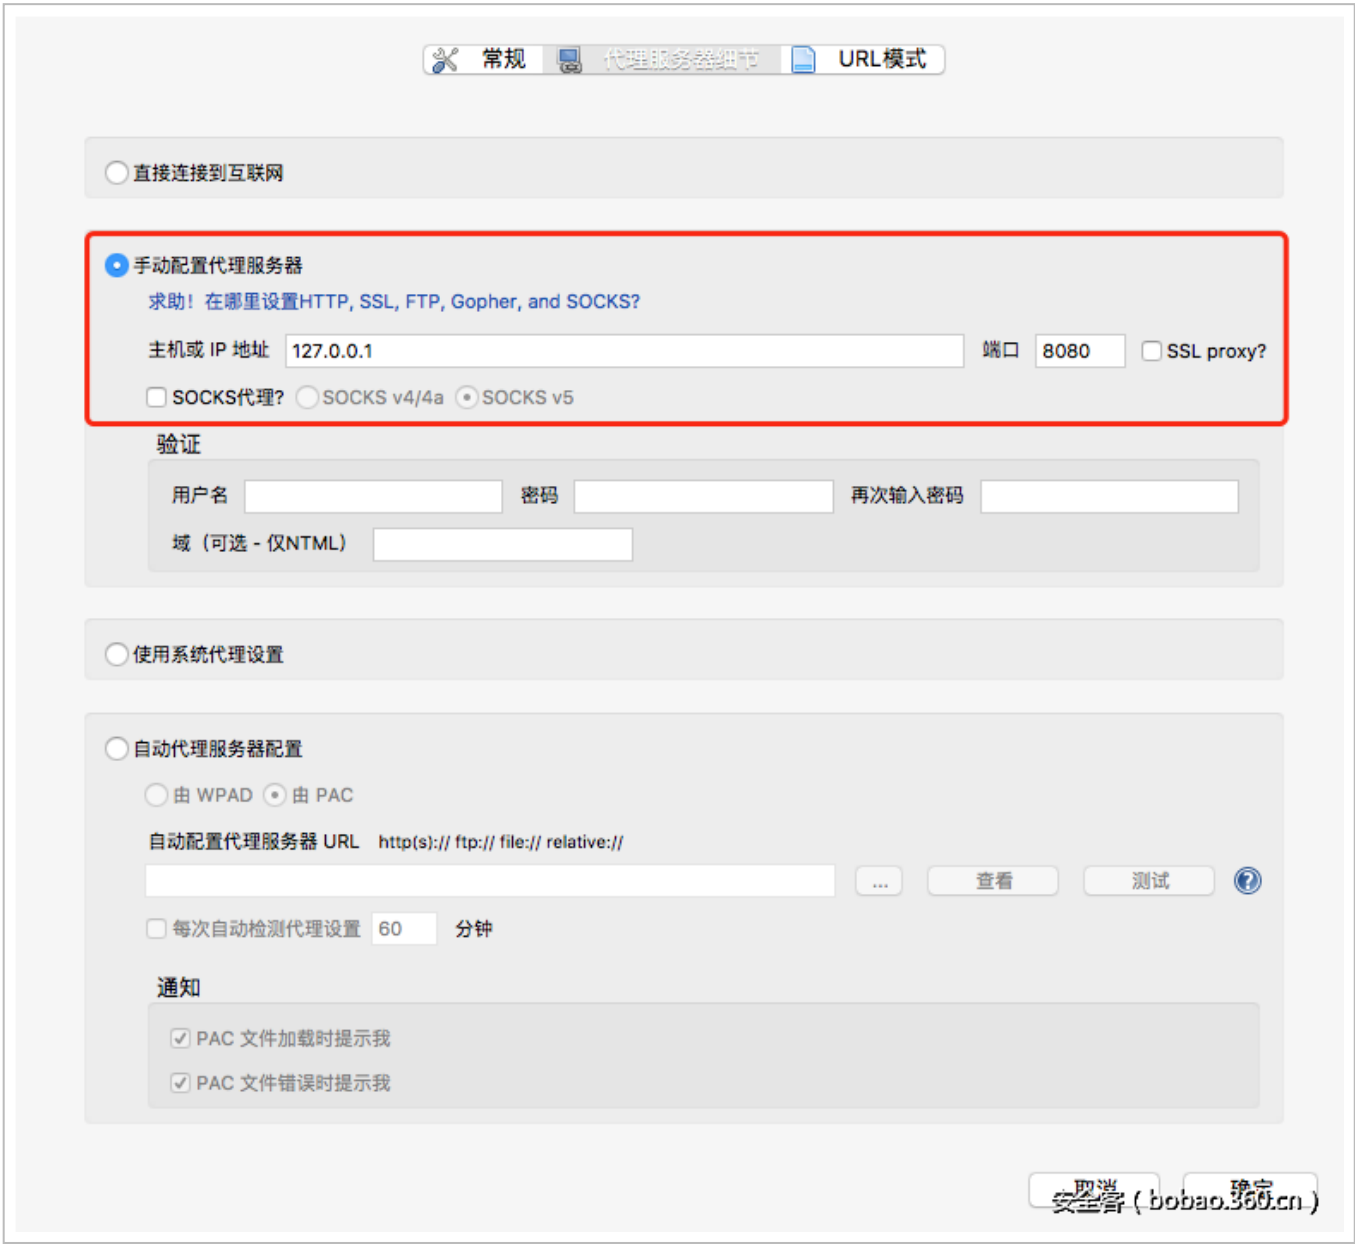 常规 代理服务器细节 URL模式
直接连接到互联网
手动配置代理服务器
求助！在哪里设置HTTP, SSL, FTP, Gopher, and SOCKS?
主机或 IP 地址 127.0.0.1 端口 8080 SSL proxy?
SOCKS代理? SOCKS v4/4a SOCKS v5
验证
用户名 密码 再次输入密码
域（可选 - 仅NTML）
使用系统代理设置
自动代理服务器配置
由 WPAD 由 PAC
自动配置代理服务器 URL http(s):// ftp:// file:// relative://
... 查看 测试 ?
每次自动检测代理设置 60 分钟
通知
PAC 文件加载时提示我
PAC 文件错误时提示我
取消 确定
安全客 ( bobao.360.cn )